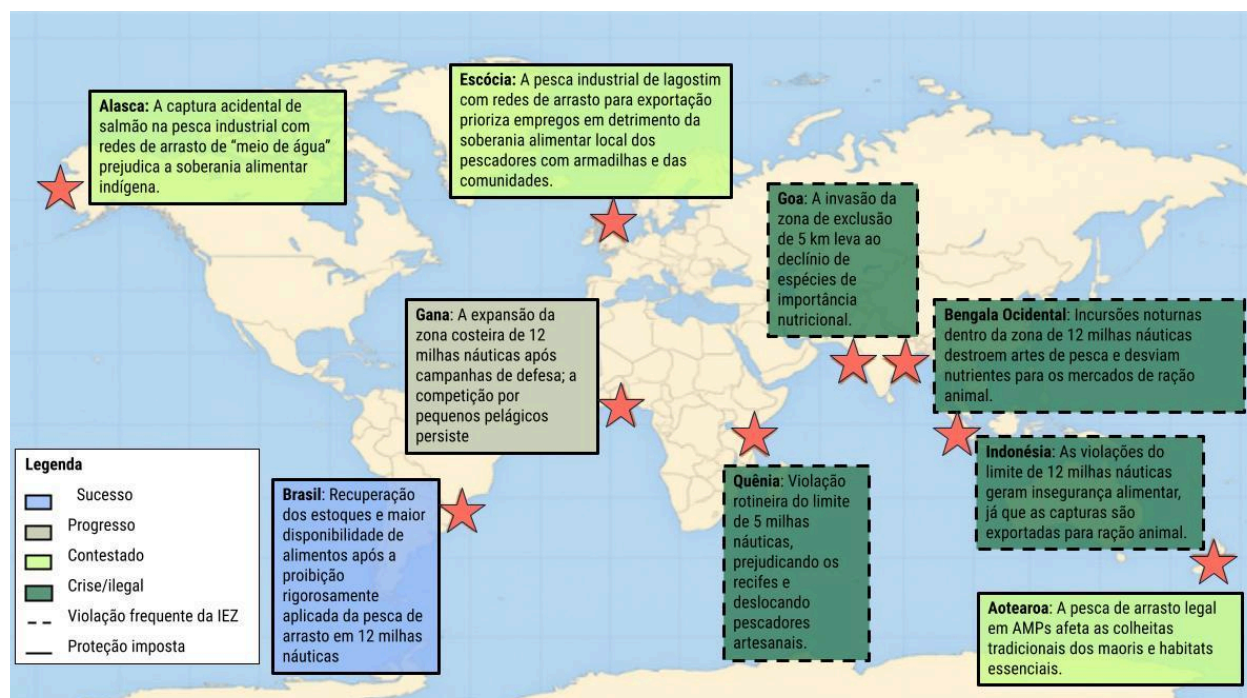 Alasca: A captura acidental de
salmão na pesca industrial com
redes de arrasto de “meio de água”
prejudica a soberania alimentar
indígena.
Escócia: A pesca industrial de lagostim
com redes de arrasto para exportação
prioriza empregos em detrimento da
soberania alimentar local dos
pescadores com armadilhas e das
comunidades.
Goa: A invasão da
zona de exclusão
de 5 km leva ao
declínio de
espécies de
importância
nutricional.
Gana: A expansão da
zona costeira de 12
milhas náuticas após
campanhas de defesa; a
competição por
pequenos pelágicos
persiste
Bengala Ocidental: Incursões noturnas
dentro da zona de 12 milhas náuticas
destroem artes de pesca e desviam
nutrientes para os mercados de ração
animal.
Legenda
Sucesso
Progresso
Contestado
Crise/ilegal
Violação frequente da IEZ
Proteção imposta
Brasil: Recuperação
dos estoques e maior
disponibilidade de
alimentos após a
proibição
rigorosamente
aplicada da pesca de
arrasto em 12 milhas
náuticas
Quênia: Violação
rotineira do limite
de 5 milhas
náuticas,
prejudicando os
recifes e
deslocando
pescadores
artesanais.
Indonésia: As violações do
limite de 12 milhas náuticas
geram insegurança alimentar,
já que as capturas são
exportadas para ração animal.
Aotearoa: A pesca de arrasto legal
em AMPs afeta as colheitas
tradicionais dos maoris e habitats
essenciais.